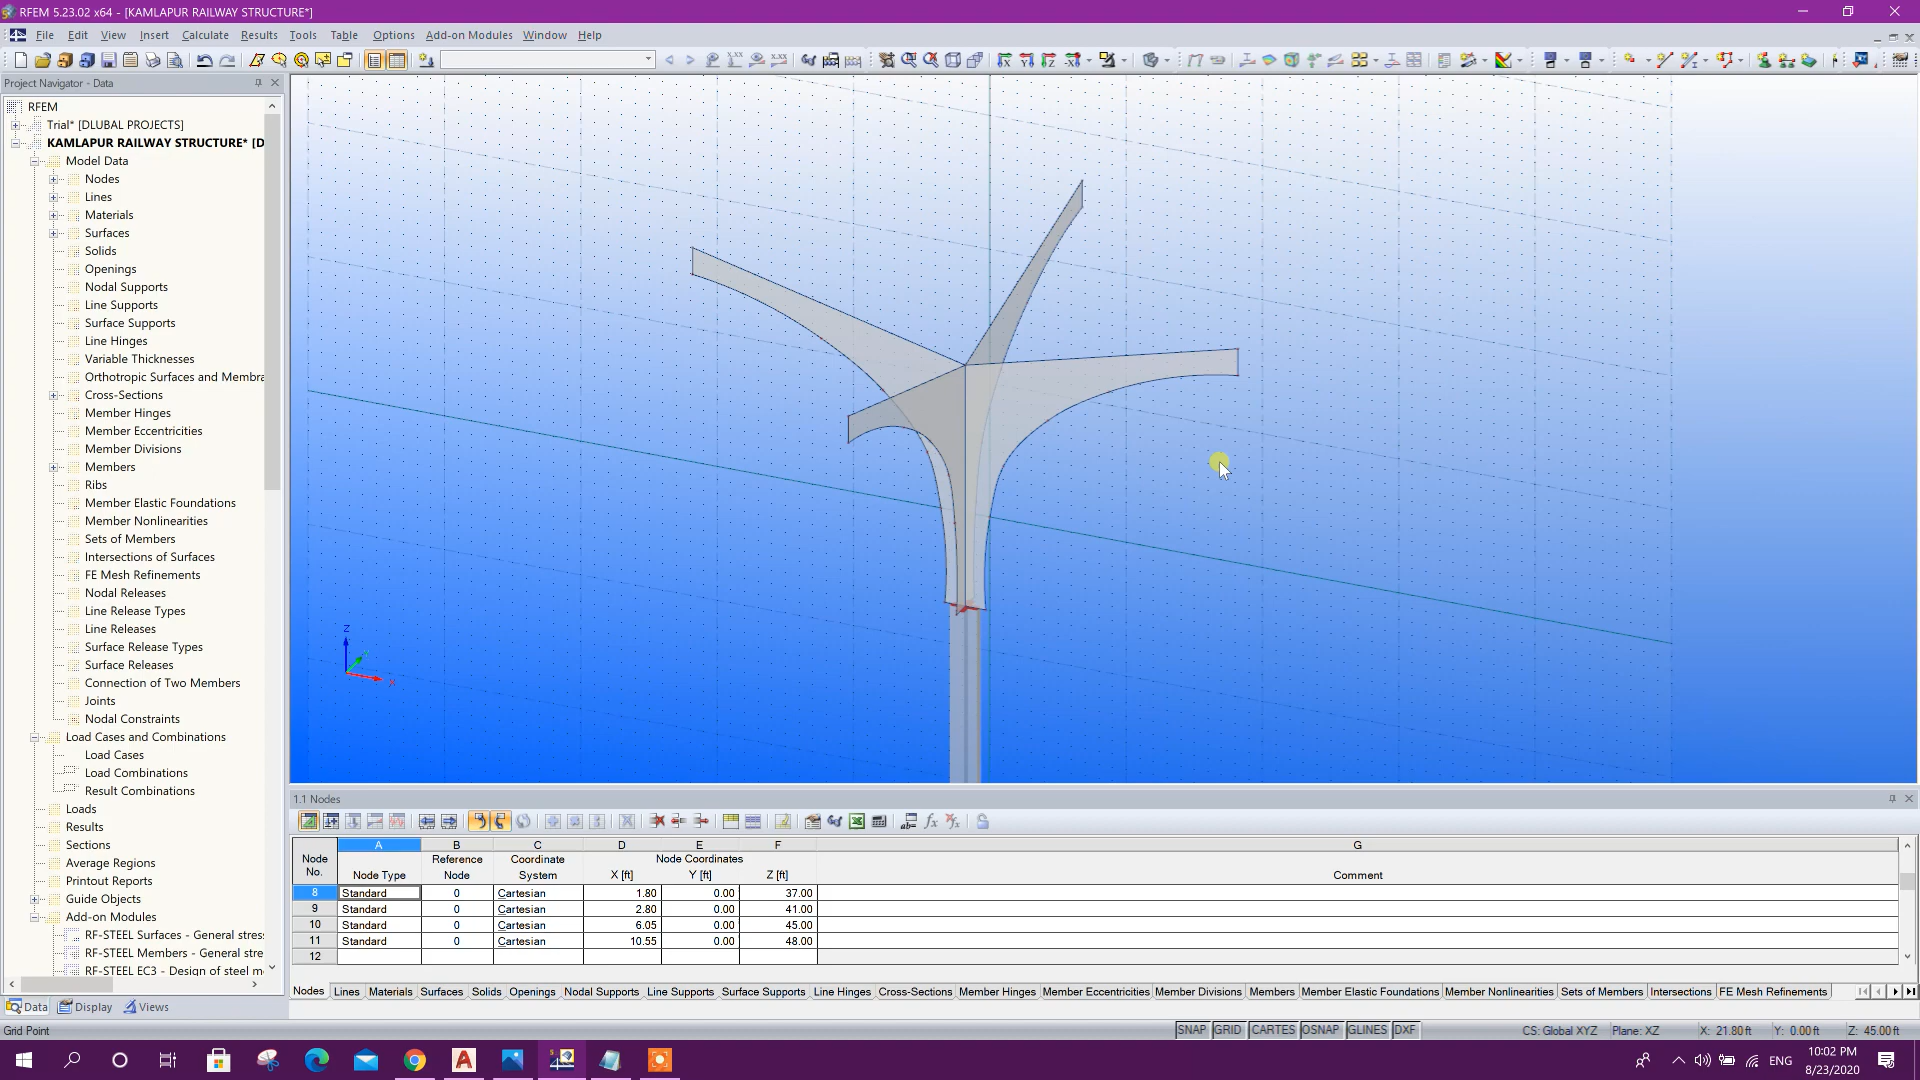 RFEM 5.23.02 x64 - [KAMLAPUR RAILWAY STRUCTURE*]
File Edit View Insert Calculate Results Tools Table Options Add-on Modules Window Help
Project Navigator - Data
RFEM
Trial* [DLUBAL PROJECTS]
KAMLAPUR RAILWAY STRUCTURE* [D
Model Data
Nodes
Lines
Materials
Surfaces
Solids
Openings
Nodal Supports
Line Supports
Surface Supports
Line Hinges
Variable Thicknesses
Orthotropic Surfaces and Membra
Cross-Sections
Member Hinges
Member Eccentricities
Member Divisions
Members
Ribs
Member Elastic Foundations
Member Nonlinearities
Sets of Members
Intersections of Surfaces
FE Mesh Refinements
Nodal Releases
Line Release Types
Line Releases
Surface Release Types
Surface Releases
Connection of Two Members
Joints
Nodal Constraints
Load Cases and Combinations
Load Cases
Load Combinations
Result Combinations
Loads
Results
Sections
Average Regions
Printout Reports
Guide Objects
Add-on Modules
RF-STEEL Surfaces - General stres
RF-STEEL Members - General stre
RF-STEEL EC3 - Design of steel m
Data Display Views
Z
X
1.1 Nodes
A B C D E F G
Node Reference Coordinate Node Coordinates
No. Node Type Node System X [ft] Y [ft] Z [ft] Comment
8 Standard 0 Cartesian 1.80 0.00 37.00
9 Standard 0 Cartesian 2.80 0.00 41.00
10 Standard 0 Cartesian 6.05 0.00 45.00
11 Standard 0 Cartesian 10.55 0.00 48.00
12
Nodes Lines Materials Surfaces Solids Openings Nodal Supports Line Supports Surface Supports Line Hinges Cross-Sections Member Hinges Member Eccentricities Member Divisions Members Member Elastic Foundations Member Nonlinearities Sets of Members Intersections FE Mesh Refinements
Grid Point SNAP GRID CARTES OSNAP GLINES DXF CS: Global XYZ Plane: XZ X: 21.80 ft Y: 0.00 ft Z: 45.00 ft
ENG 10:02 PM
8/23/2020